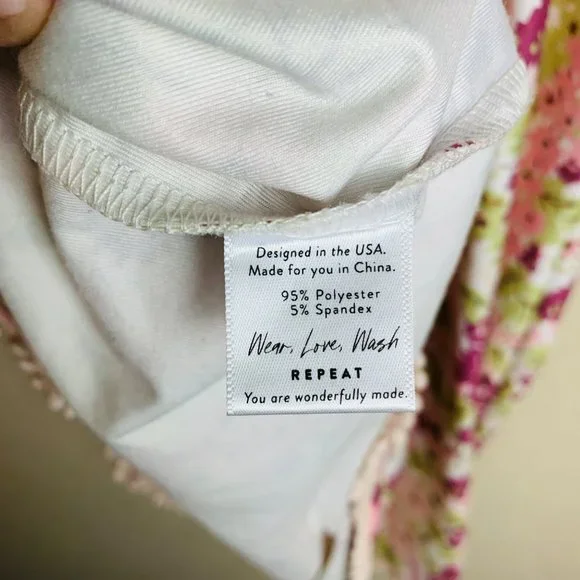 Designed in the USA.
Made for you in China.
95% Polyester
5% Spandex
Wear, Love, Wash
REPEAT
You are wonderfully made.